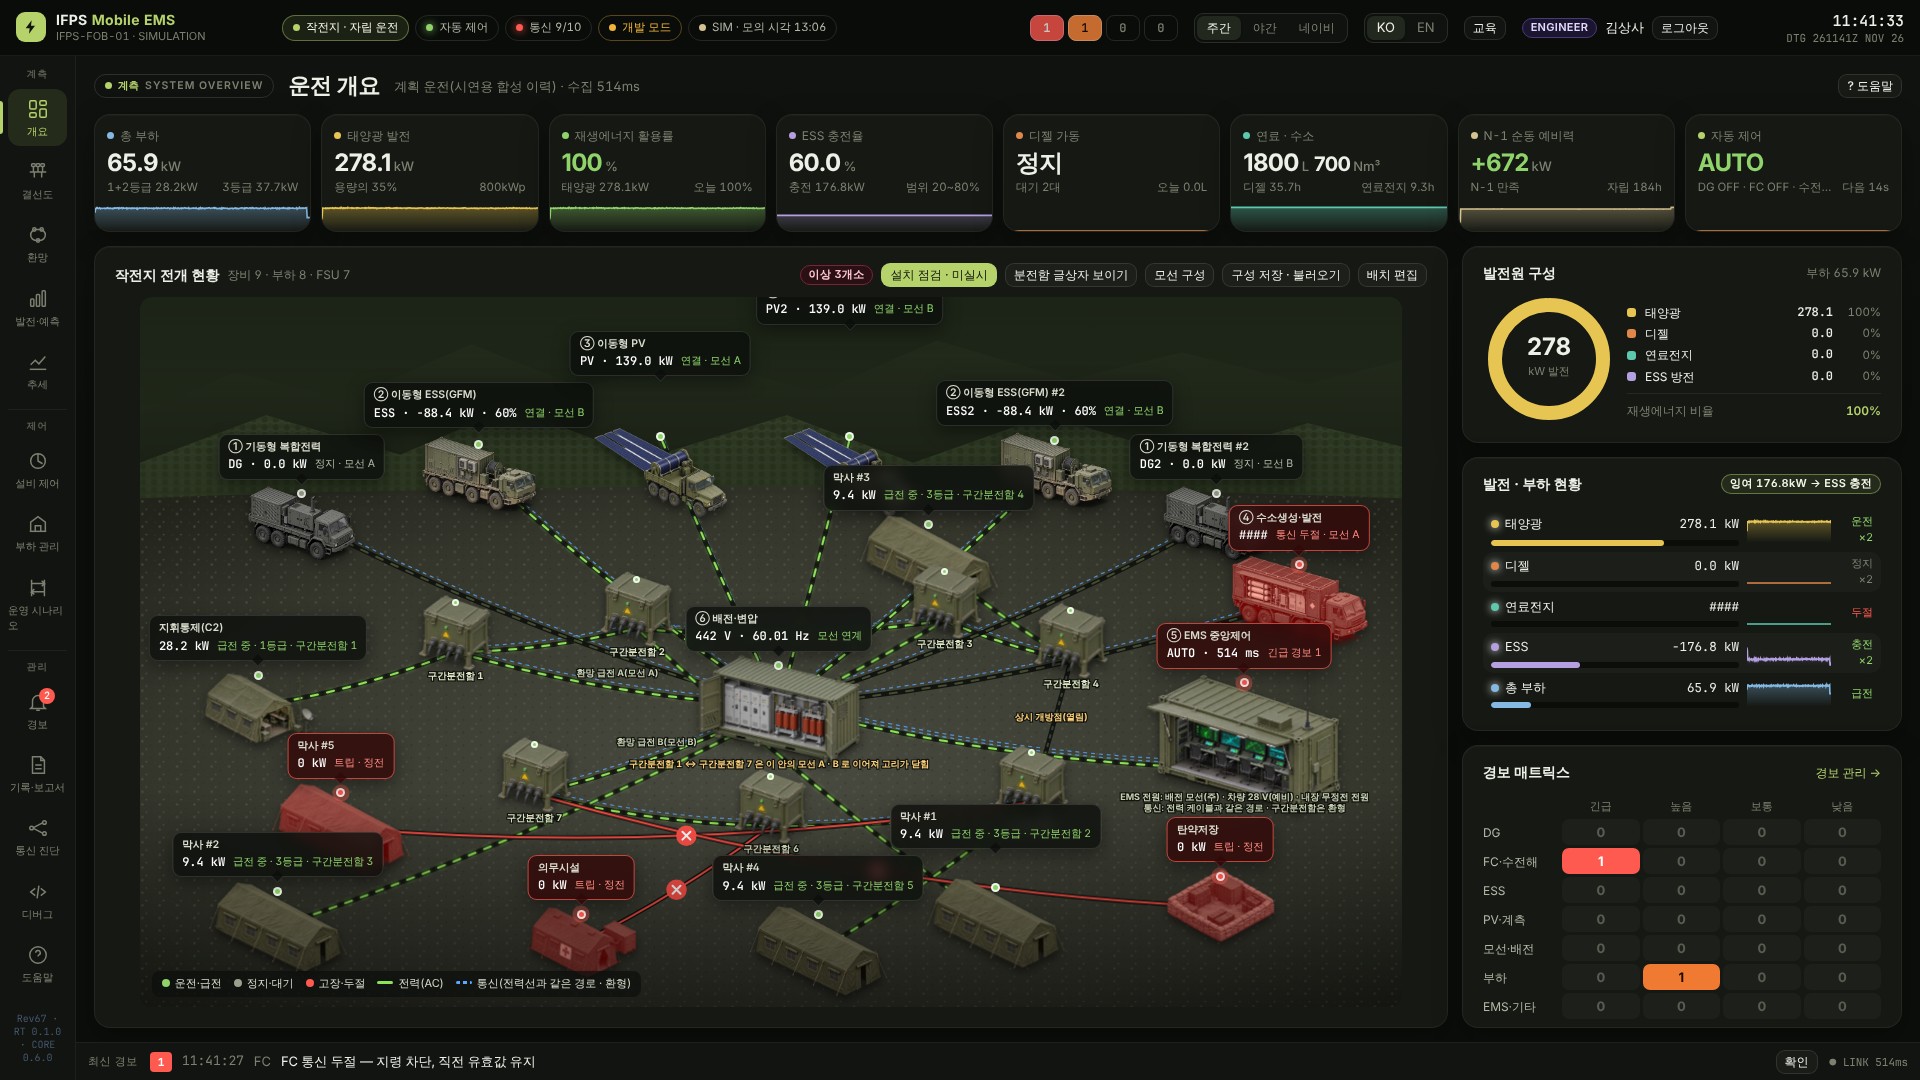 IFPS Mobile EMS
IFPS-FOB-01 · SIMULATION
작전지 · 자립 운전
자동 제어
통신 9/10
개발 모드
SIM · 모의 시각 13:06
1 1 0 0
주간 야간 네이비
KO EN
교육
ENGINEER 김상사 로그아웃
11:41:33
DTG 261141Z NOV 26
계측
개요
결선도
환망
발전·예측
추세
제어
설비 제어
부하 관리
운영 시나리오
관리
2
경보
기록·보고서
통신 진단
디버그
도움말
Rev67 ·
RT 0.1.0
· CORE
0.6.0
계측 SYSTEM OVERVIEW
운전 개요
계획 운전(시연용 합성 이력) · 수집 514ms
? 도움말
총 부하
65.9 kW
1+2등급 28.2kW 3등급 37.7kW
태양광 발전
278.1 kW
용량의 35% 800kWp
재생에너지 활용률
100 %
태양광 278.1kW 오늘 100%
ESS 충전율
60.0 %
충전 176.8kW 범위 20~80%
디젤 가동
정지
대기 2대 오늘 0.0L
연료 · 수소
1800 L 700 Nm³
디젤 35.7h 연료전지 9.3h
N-1 순동 예비력
+672 kW
N-1 만족 자립 184h
자동 제어
AUTO
DG OFF · FC OFF · 수전... 다음 14s
작전지 전개 현황 장비 9 · 부하 8 · FSU 7
이상 3개소
설치 점검 · 미실시
분전함 글상자 보이기
모선 구성
구성 저장 · 불러오기
배치 편집
PV2 · 139.0 kW 연결 · 모선 B
③ 이동형 PV
PV · 139.0 kW 연결 · 모선 A
② 이동형 ESS(GFM)
ESS · -88.4 kW · 60% 연결 · 모선 B
② 이동형 ESS(GFM) #2
ESS2 · -88.4 kW · 60% 연결 · 모선 B
① 기동형 복합전력
DG · 0.0 kW 정지 · 모선 A
① 기동형 복합전력 #2
DG2 · 0.0 kW 정지 · 모선 B
막사 #3
9.4 kW 급전 중 · 3등급 · 구간분전함 4
④ 수소생성·발전
#### 통신 두절 · 모선 A
지휘통제(C2)
28.2 kW 급전 중 · 1등급 · 구간분전함 1
⑥ 배전·변압
442 V · 60.01 Hz 모선 연계
⑤ EMS 중앙제어
AUTO · 514 ms 긴급 경보 1
구간분전함 2
구간분전함 3
구간분전함 1
환망 급전 A(모선 A)
구간분전함 4
상시 개방점(열림)
환망 급전 B(모선 B)
구간분전함 1 ↔ 구간분전함 7 은 이 안의 모선 A · B 로 이어져 고리가 닫힘
막사 #5
0 kW 트립 · 정전
구간분전함 7
EMS 전원: 배전 모선(주) · 차량 28 V(예비) · 내장 무정전 전원
통신: 전력 케이블과 같은 경로 · 구간분전함은 환형
막사 #2
9.4 kW 급전 중 · 3등급 · 구간분전함 3
구간분전함 6
막사 #1
9.4 kW 급전 중 · 3등급 · 구간분전함 2
탄약저장
0 kW 트립 · 정전
의무시설
0 kW 트립 · 정전
막사 #4
9.4 kW 급전 중 · 3등급 · 구간분전함 5
운전·급전 정지·대기 고장·두절 전력(AC) 통신(전력선과 같은 경로 · 환형)
발전원 구성 부하 65.9 kW
278
kW 발전
태양광 278.1 100%
디젤 0.0 0%
연료전지 0.0 0%
ESS 방전 0.0 0%
재생에너지 비율 100%
발전 · 부하 현황 잉여 176.8kW → ESS 충전
태양광 278.1 kW 운전 ×2
디젤 0.0 kW 정지 ×2
연료전지 #### 두절
ESS -176.8 kW 충전 ×2
총 부하 65.9 kW 급전
경보 매트릭스 경보 관리 →
긴급 높음 보통 낮음
DG 0 0 0 0
FC·수전해 1 0 0 0
ESS 0 0 0 0
PV·계측 0 0 0 0
모선·배전 0 0 0 0
부하 0 1 0 0
EMS·기타 0 0 0 0
최신 경보 1 11:41:27 FC FC 통신 두절 — 지령 차단, 직전 유효값 유지
확인 LINK 514ms